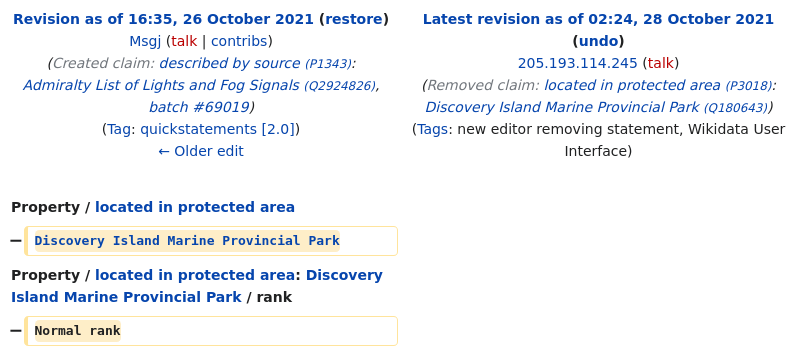 Revision as of 16:35, 26 October 2021 (restore)
Msgj (talk | contribs)
(Created claim: described by source (P1343):
Admiralty List of Lights and Fog Signals (Q2924826),
batch #69019)
(Tag: quickstatements [2.0])
← Older edit
Latest revision as of 02:24, 28 October 2021
(undo)
205.193.114.245 (talk)
(Removed claim: located in protected area (P3018):
Discovery Island Marine Provincial Park (Q180643))
(Tags: new editor removing statement, Wikidata User
Interface)
Property / located in protected area
− Discovery Island Marine Provincial Park
Property / located in protected area: Discovery
Island Marine Provincial Park / rank
− Normal rank